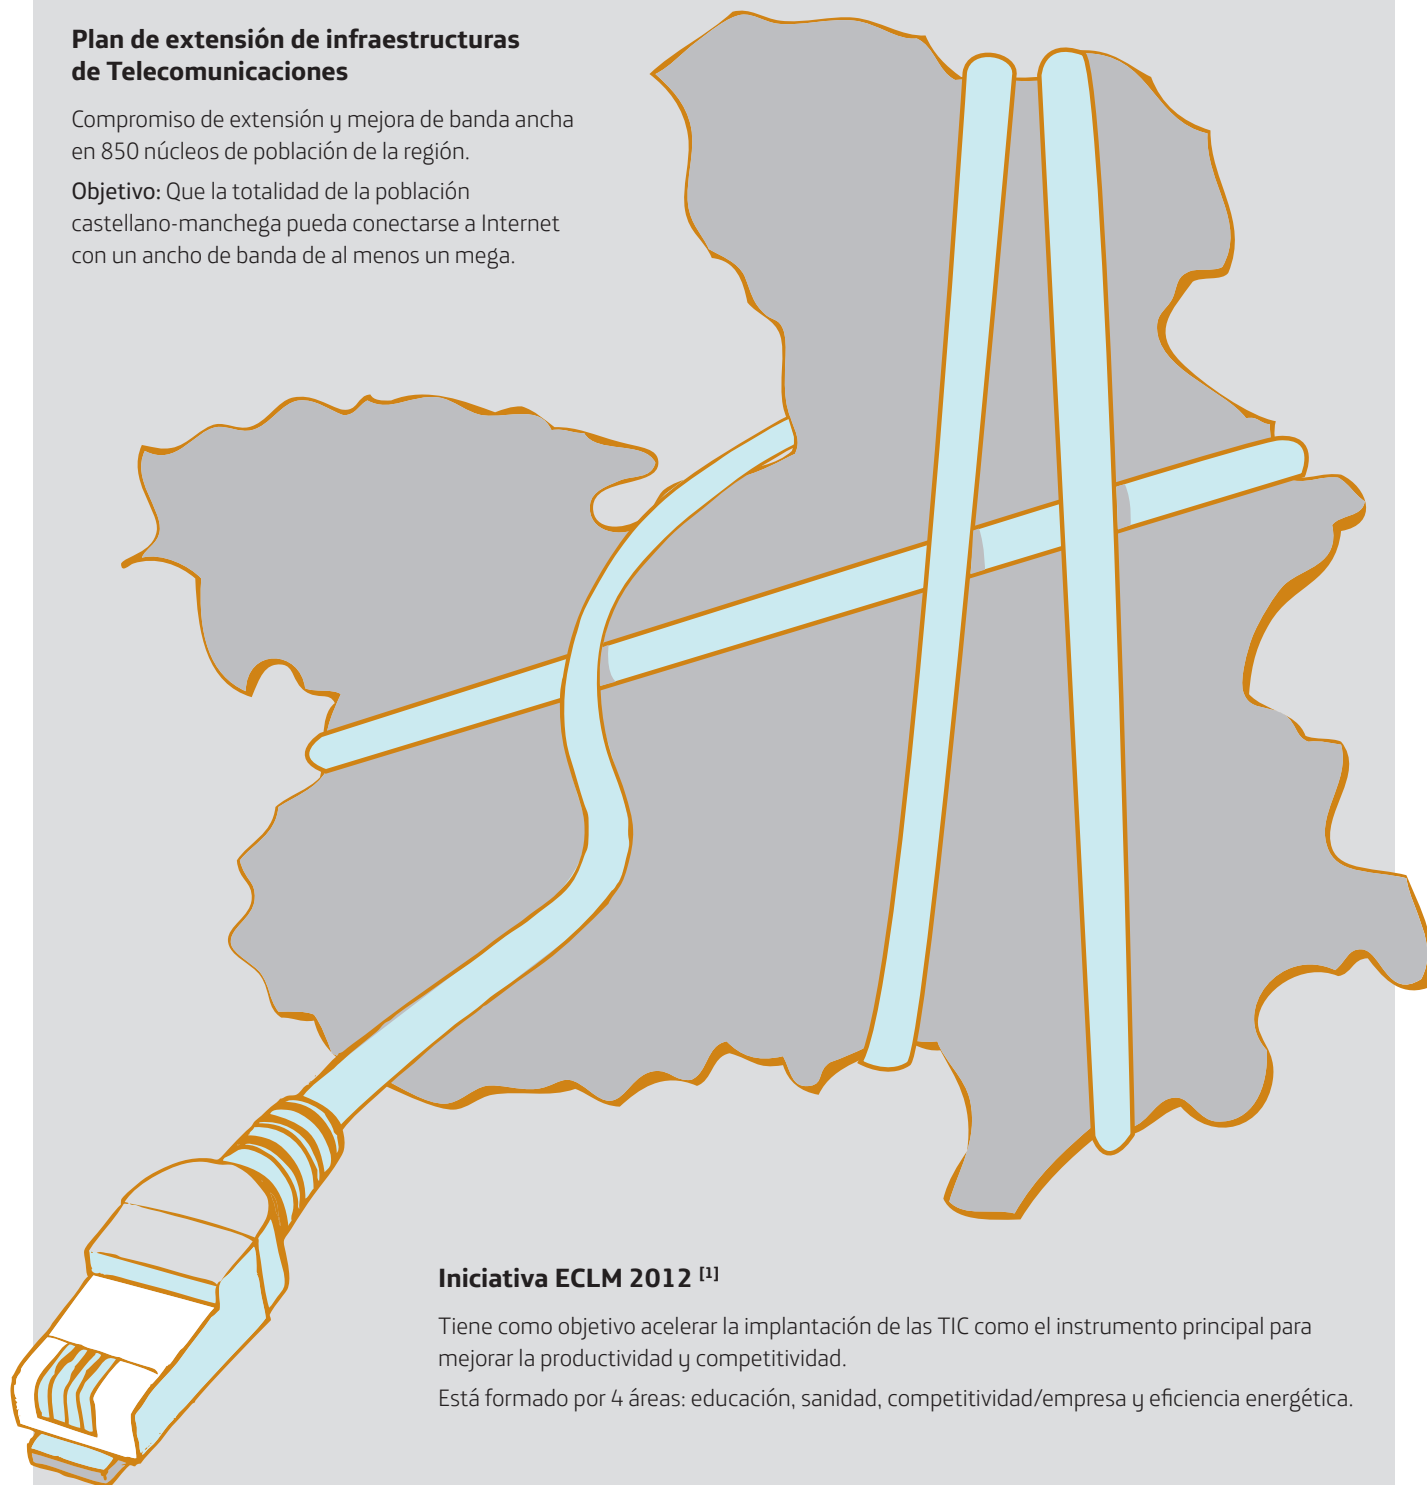 Plan de extensión de infraestructuras
de Telecomunicaciones
Compromiso de extensión y mejora de banda ancha
en 850 núcleos de población de la región.
Objetivo: Que la totalidad de la población
castellano-manchega pueda conectarse a Internet
con un ancho de banda de al menos un mega.
Iniciativa ECLM 2012 [1]
Tiene como objetivo acelerar la implantación de las TIC como el instrumento principal para
mejorar la productividad y competitividad.
Está formado por 4 áreas: educación, sanidad, competitividad/empresa y eficiencia energética.